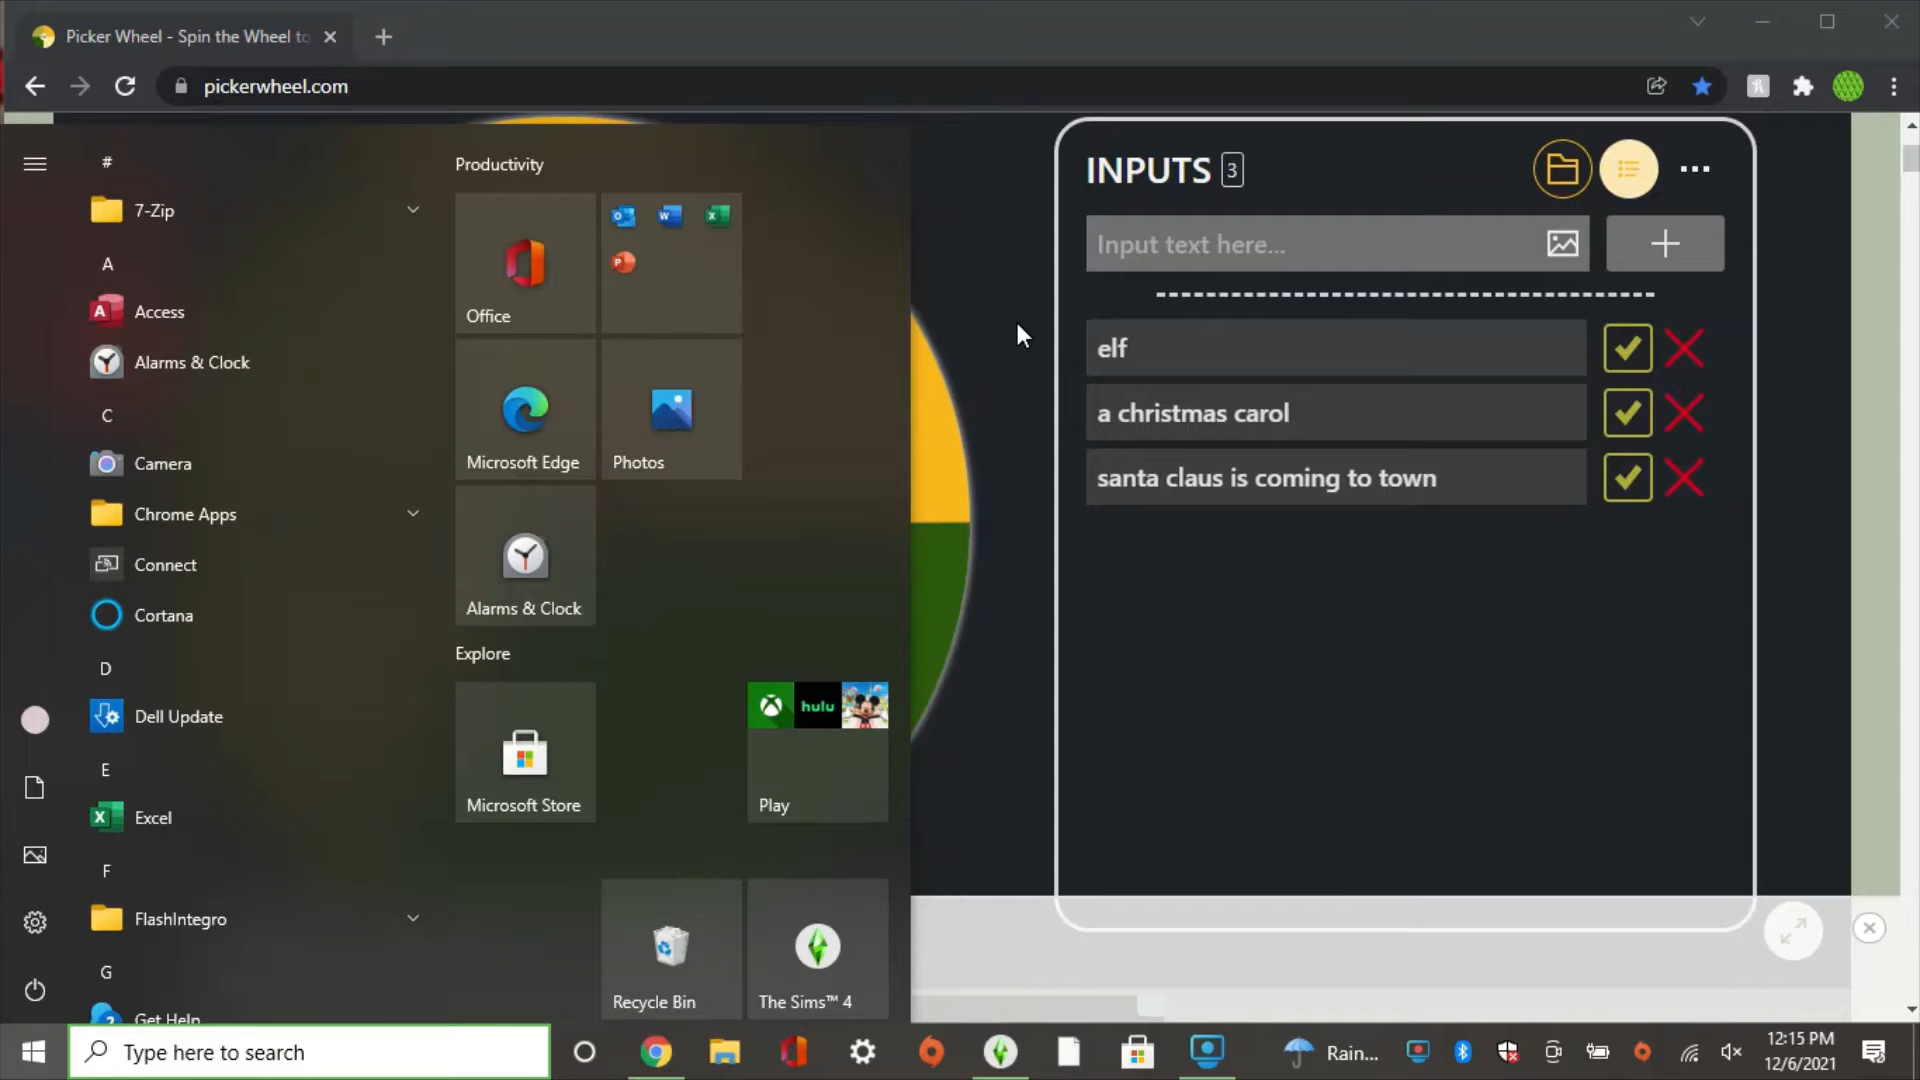 Picker Wheel - Spin the Wheel to
pickerwheel.com
#
7-Zip
A
Access
Alarms & Clock
C
Camera
Chrome Apps
Connect
Cortana
D
Dell Update
E
Excel
F
FlashIntegro
G
Get Help
Productivity
Office
Microsoft Edge
Photos
Alarms & Clock
Explore
Microsoft Store
hulu
Play
Recycle Bin
The Sims™ 4
INPUTS 3
Input text here...
elf
a christmas carol
santa claus is coming to town
Type here to search
Rain...
12:15 PM
12/6/2021